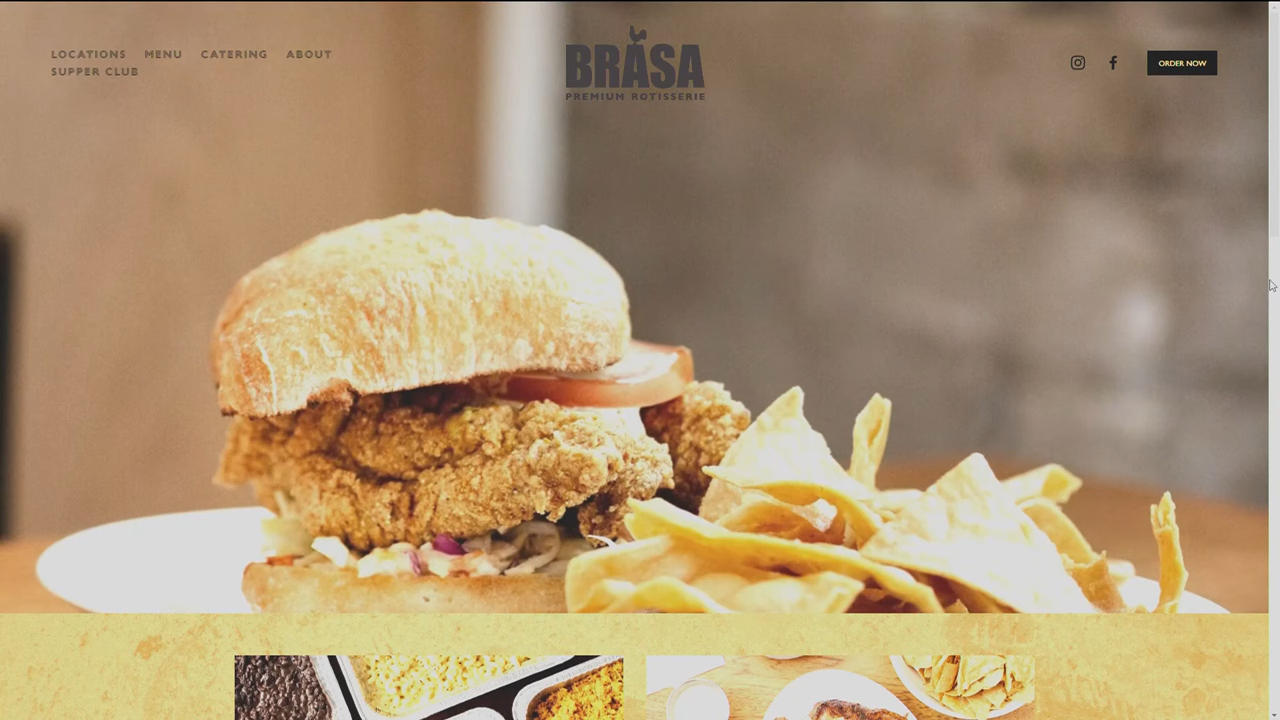 LOCATIONS MENU CATERING ABOUT
SUPPER CLUB
BRASA
PREMIUM ROTISSERIE
ORDER NOW